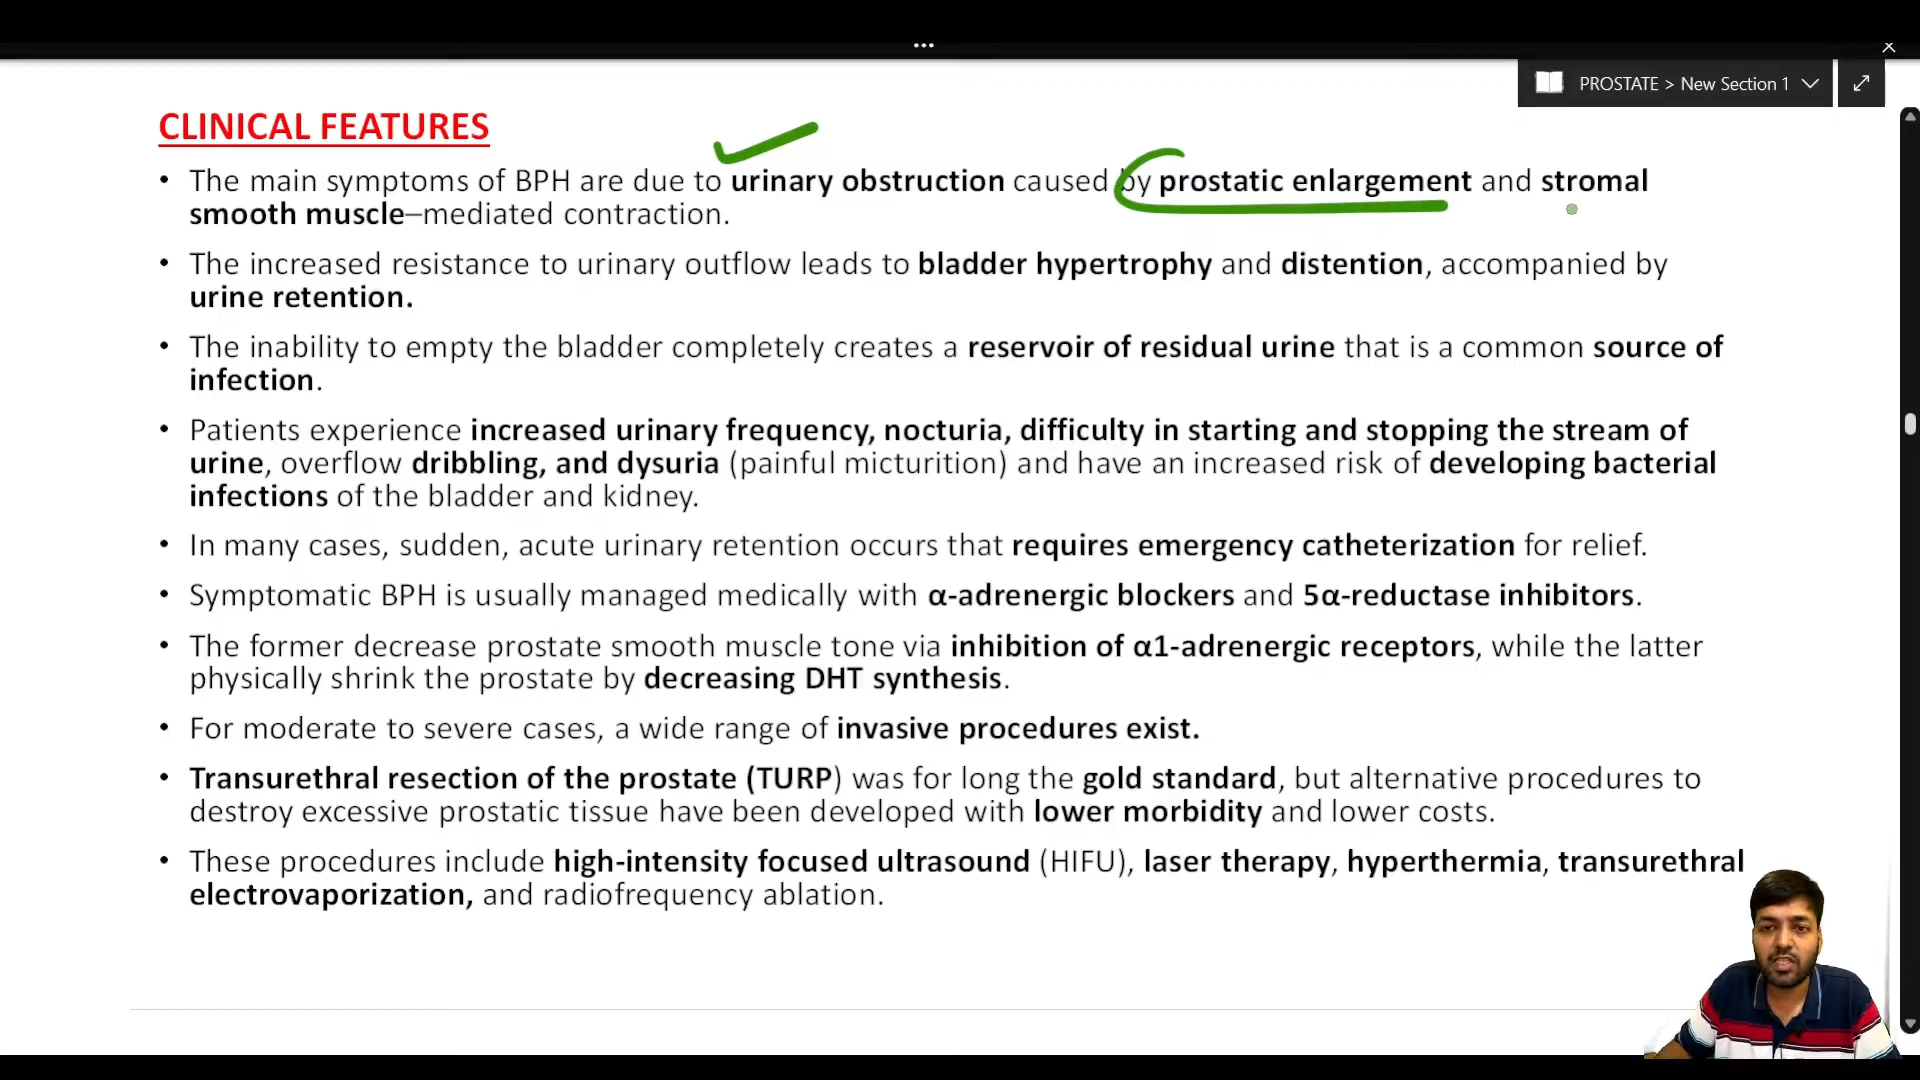 PROSTATE > New Section 1
CLINICAL FEATURES
• The main symptoms of BPH are due to urinary obstruction caused by prostatic enlargement and stromal
smooth muscle–mediated contraction.
• The increased resistance to urinary outflow leads to bladder hypertrophy and distention, accompanied by
urine retention.
• The inability to empty the bladder completely creates a reservoir of residual urine that is a common source of
infection.
• Patients experience increased urinary frequency, nocturia, difficulty in starting and stopping the stream of
urine, overflow dribbling, and dysuria (painful micturition) and have an increased risk of developing bacterial
infections of the bladder and kidney.
• In many cases, sudden, acute urinary retention occurs that requires emergency catheterization for relief.
• Symptomatic BPH is usually managed medically with α-adrenergic blockers and 5α-reductase inhibitors.
• The former decrease prostate smooth muscle tone via inhibition of α1-adrenergic receptors, while the latter
physically shrink the prostate by decreasing DHT synthesis.
• For moderate to severe cases, a wide range of invasive procedures exist.
• Transurethral resection of the prostate (TURP) was for long the gold standard, but alternative procedures to
destroy excessive prostatic tissue have been developed with lower morbidity and lower costs.
• These procedures include high-intensity focused ultrasound (HIFU), laser therapy, hyperthermia, transurethral
electrovaporization, and radiofrequency ablation.